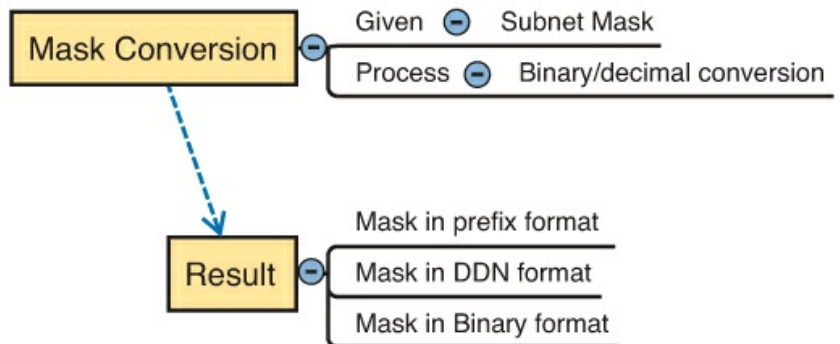 Mask Conversion
Given Subnet Mask
Process Binary/decimal conversion
Result
Mask in prefix format
Mask in DDN format
Mask in Binary format